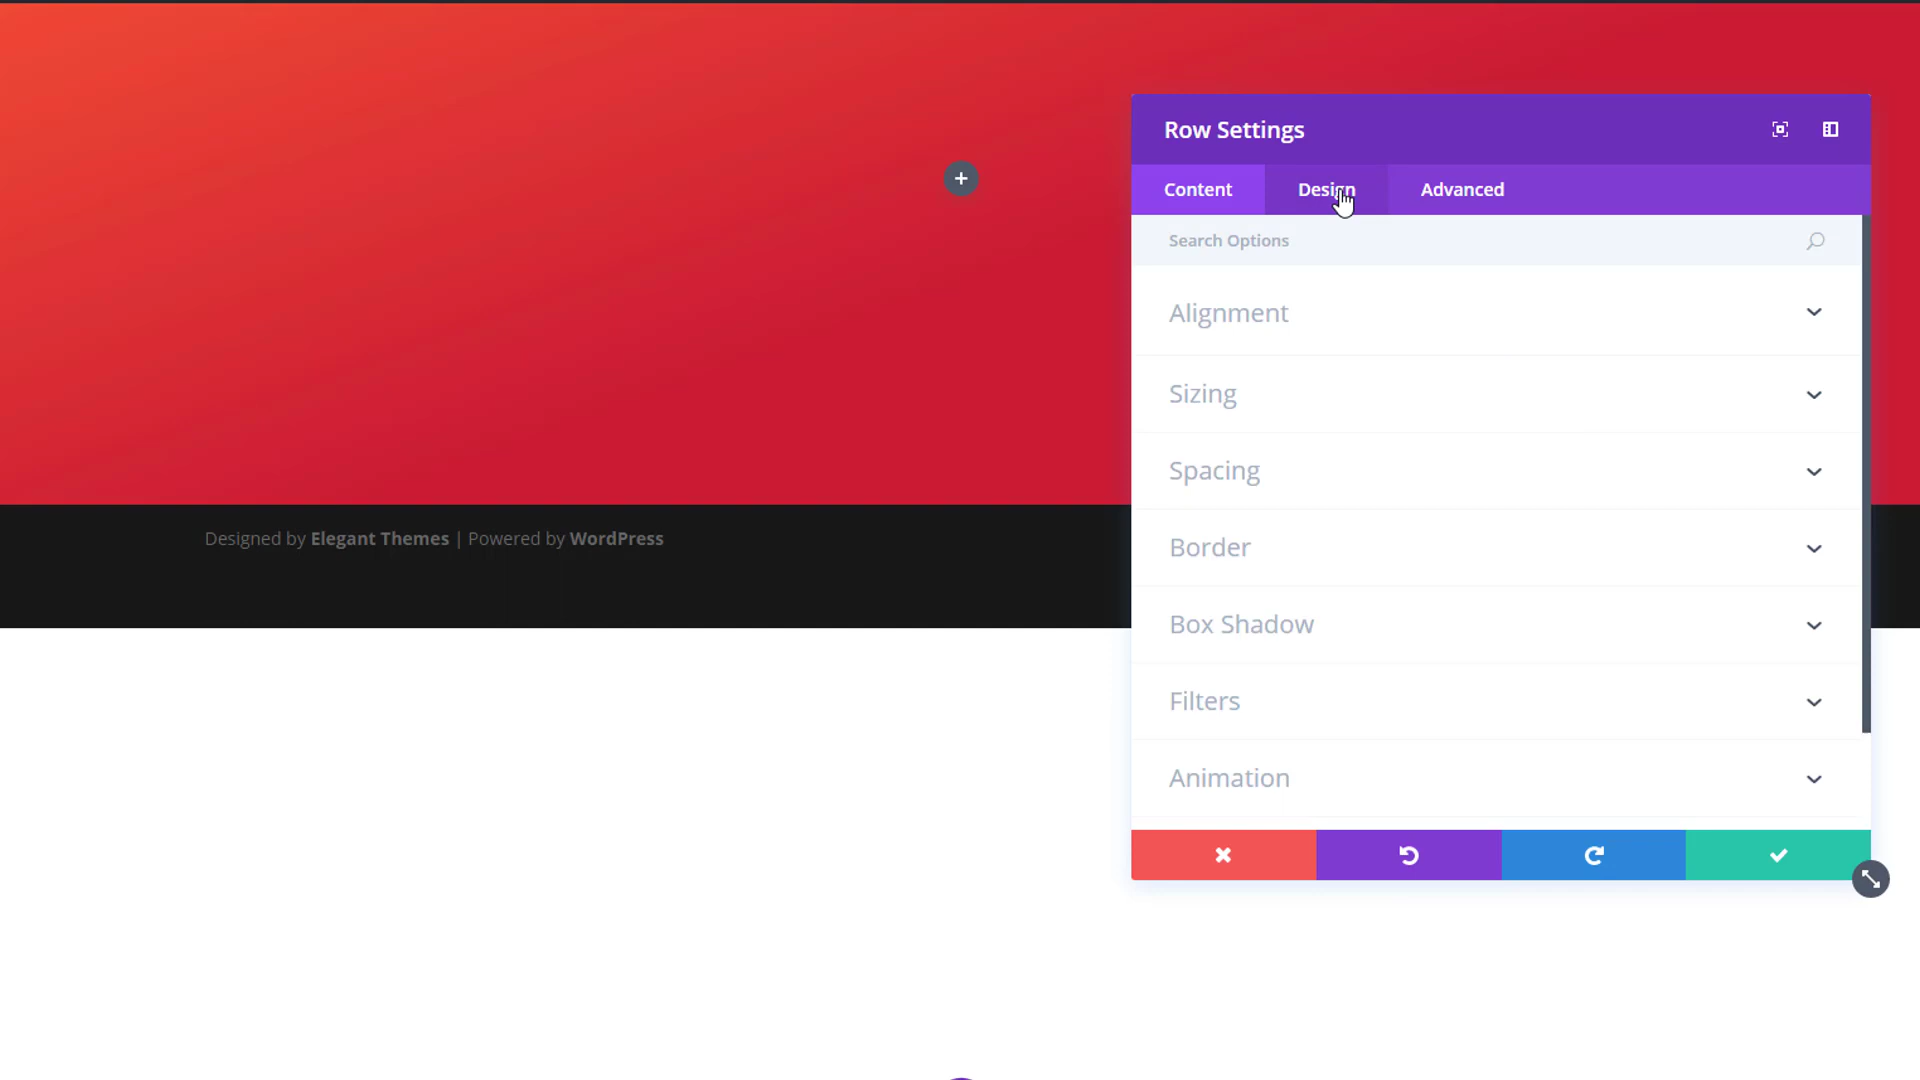 Row Settings
Content Design Advanced
Search Options
Alignment
Sizing
Spacing
Border
Box Shadow
Filters
Animation
Designed by Elegant Themes | Powered by WordPress